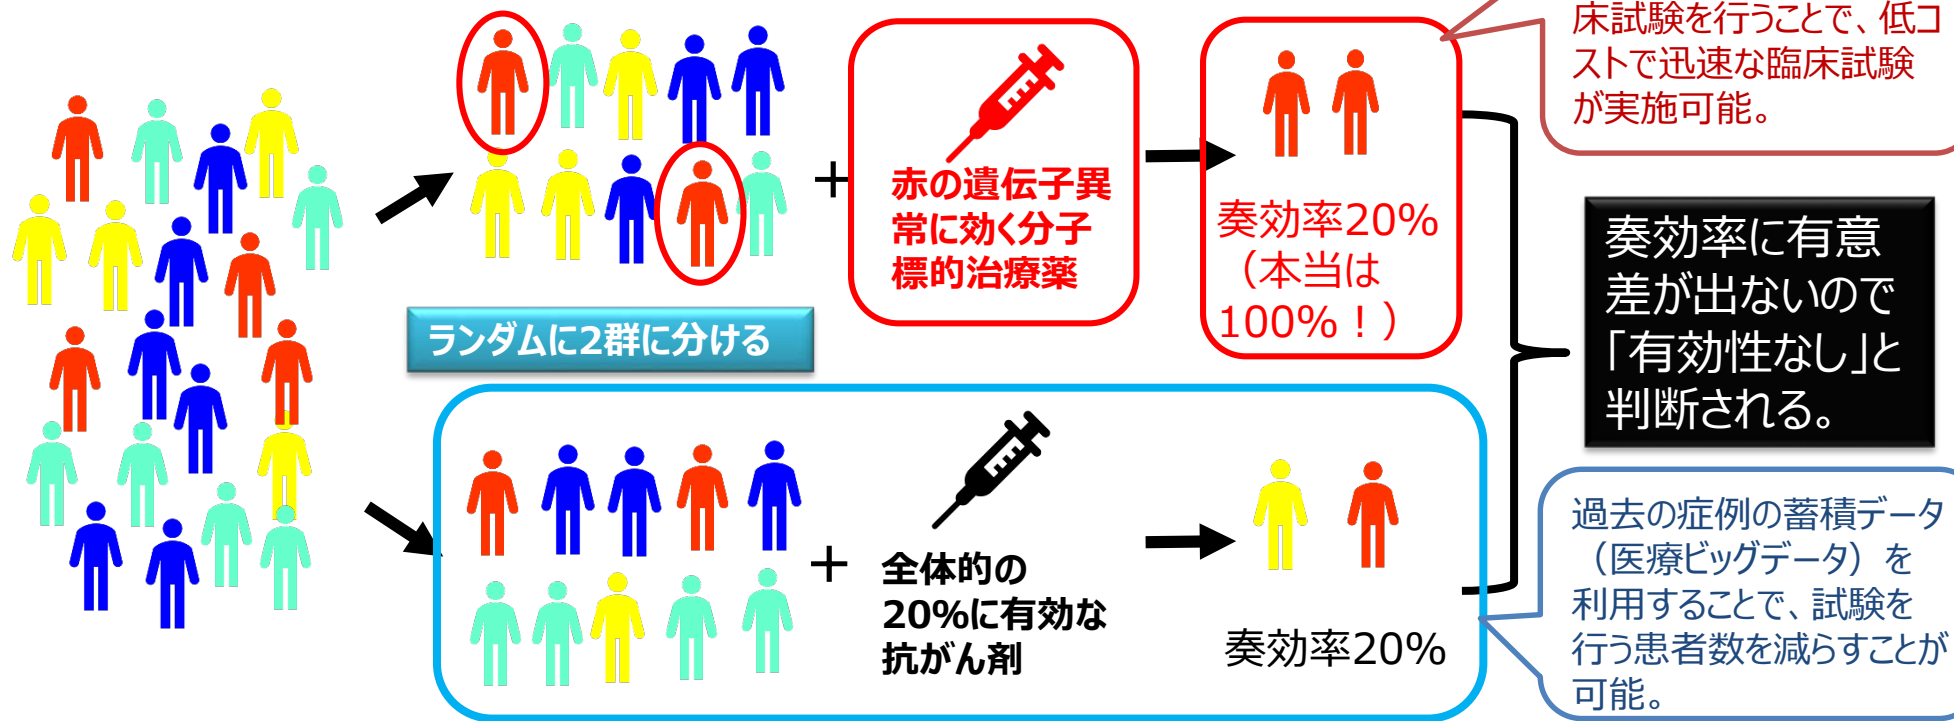 床試験を行うことで、低コ
ストで迅速な臨床試験
が実施可能。
+
赤の遺伝子異
常に効く分子
標的治療薬
奏効率20%
（本当は
100%！）
ランダムに2群に分ける
奏効率に有意
差が出ないので
「有効性なし」と
判断される。
+
全体的の
20%に有効な
抗がん剤
奏効率20%
過去の症例の蓄積データ
（医療ビッグデータ）を
利用することで、試験を
行う患者数を減らすことが
可能。